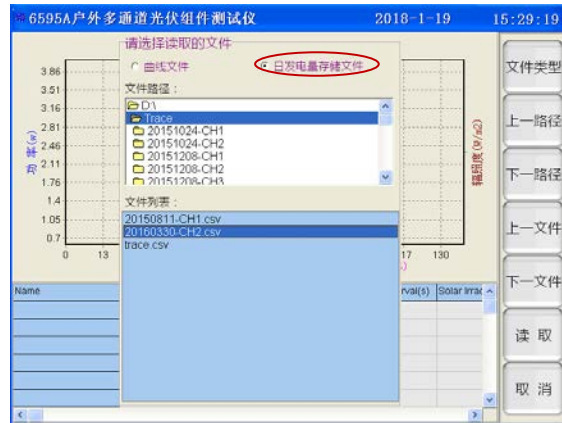 6595A户外多通道光伏组件测试仪 2018-1-19 15:29:19
请选择读取的文件
曲线文件 日发电量存储文件
文件路径：
D:\
Trace
20151024-CH1
20151024-CH2
20151208-CH1
20151208-CH2
20151208-CH3
文件列表：
20150811-CH1.csv
20160330-CH2.csv
trace.csv
功率(w)
3.86
3.51
3.16
2.81
2.46
2.11
1.76
1.4
1.05
0.7
0 13 17 130
辐照度(W/m2)
Name rval(s) Solar Irrac
文件类型
上一路径
下一路径
上一文件
下一文件
读 取
取 消